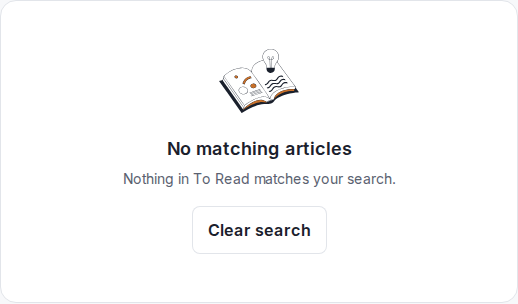 No matching articles
Nothing in To Read matches your search.
Clear search